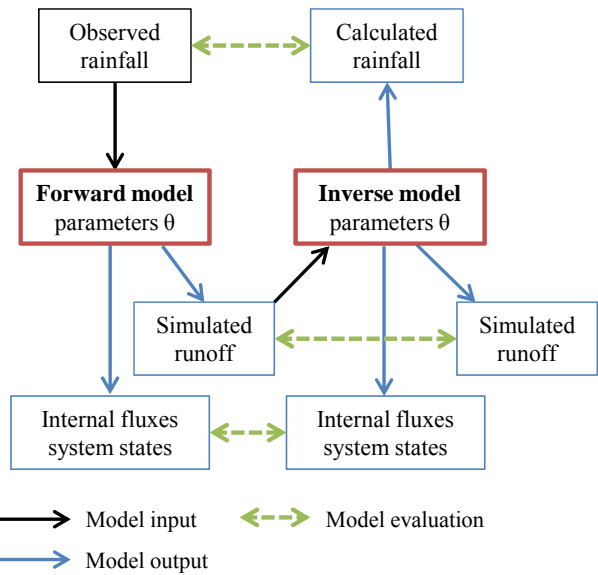 Observed
rainfall
Calculated
rainfall
Forward model
parameters θ
Inverse model
parameters θ
Simulated
runoff
Simulated
runoff
Internal fluxes
system states
Internal fluxes
system states
Model input
Model evaluation
Model output